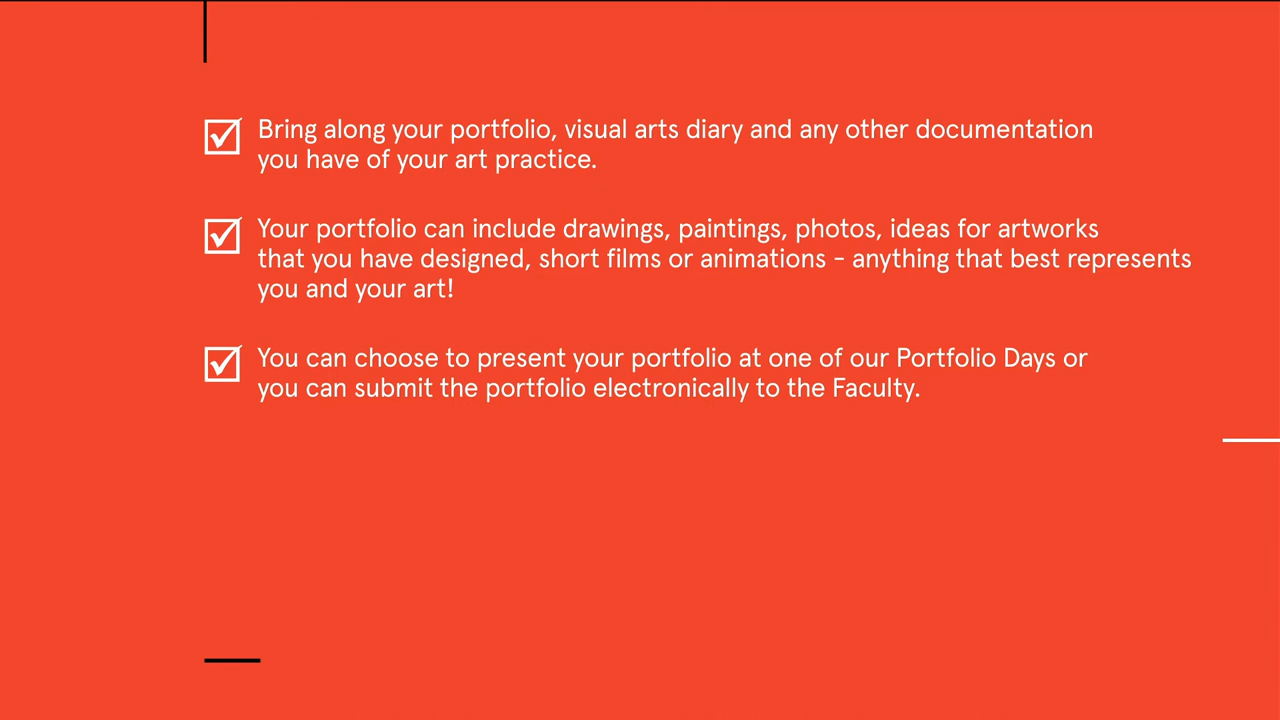 Bring along your portfolio, visual arts diary and any other documentation
you have of your art practice.
Your portfolio can include drawings, paintings, photos, ideas for artworks
that you have designed, short films or animations - anything that best represents
you and your art!
You can choose to present your portfolio at one of our Portfolio Days or
you can submit the portfolio electronically to the Faculty.